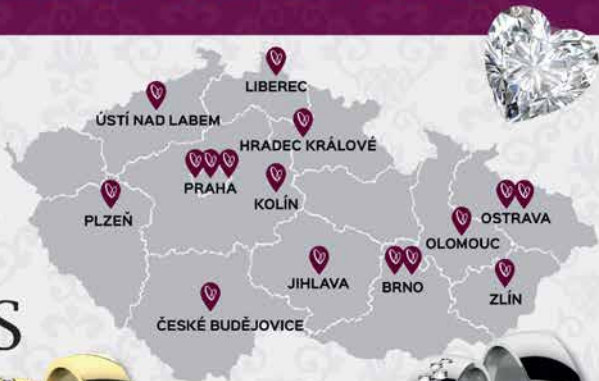 LIBEREC
ÚSTÍ NAD LABEM
HRADEC KRÁLOVÉ
PRAHA
KOLÍN
PLZEŇ
OSTRAVA
OLOMOUC
JIHLAVA
BRNO
ZLÍN
ČESKÉ BUDĚJOVICE
S